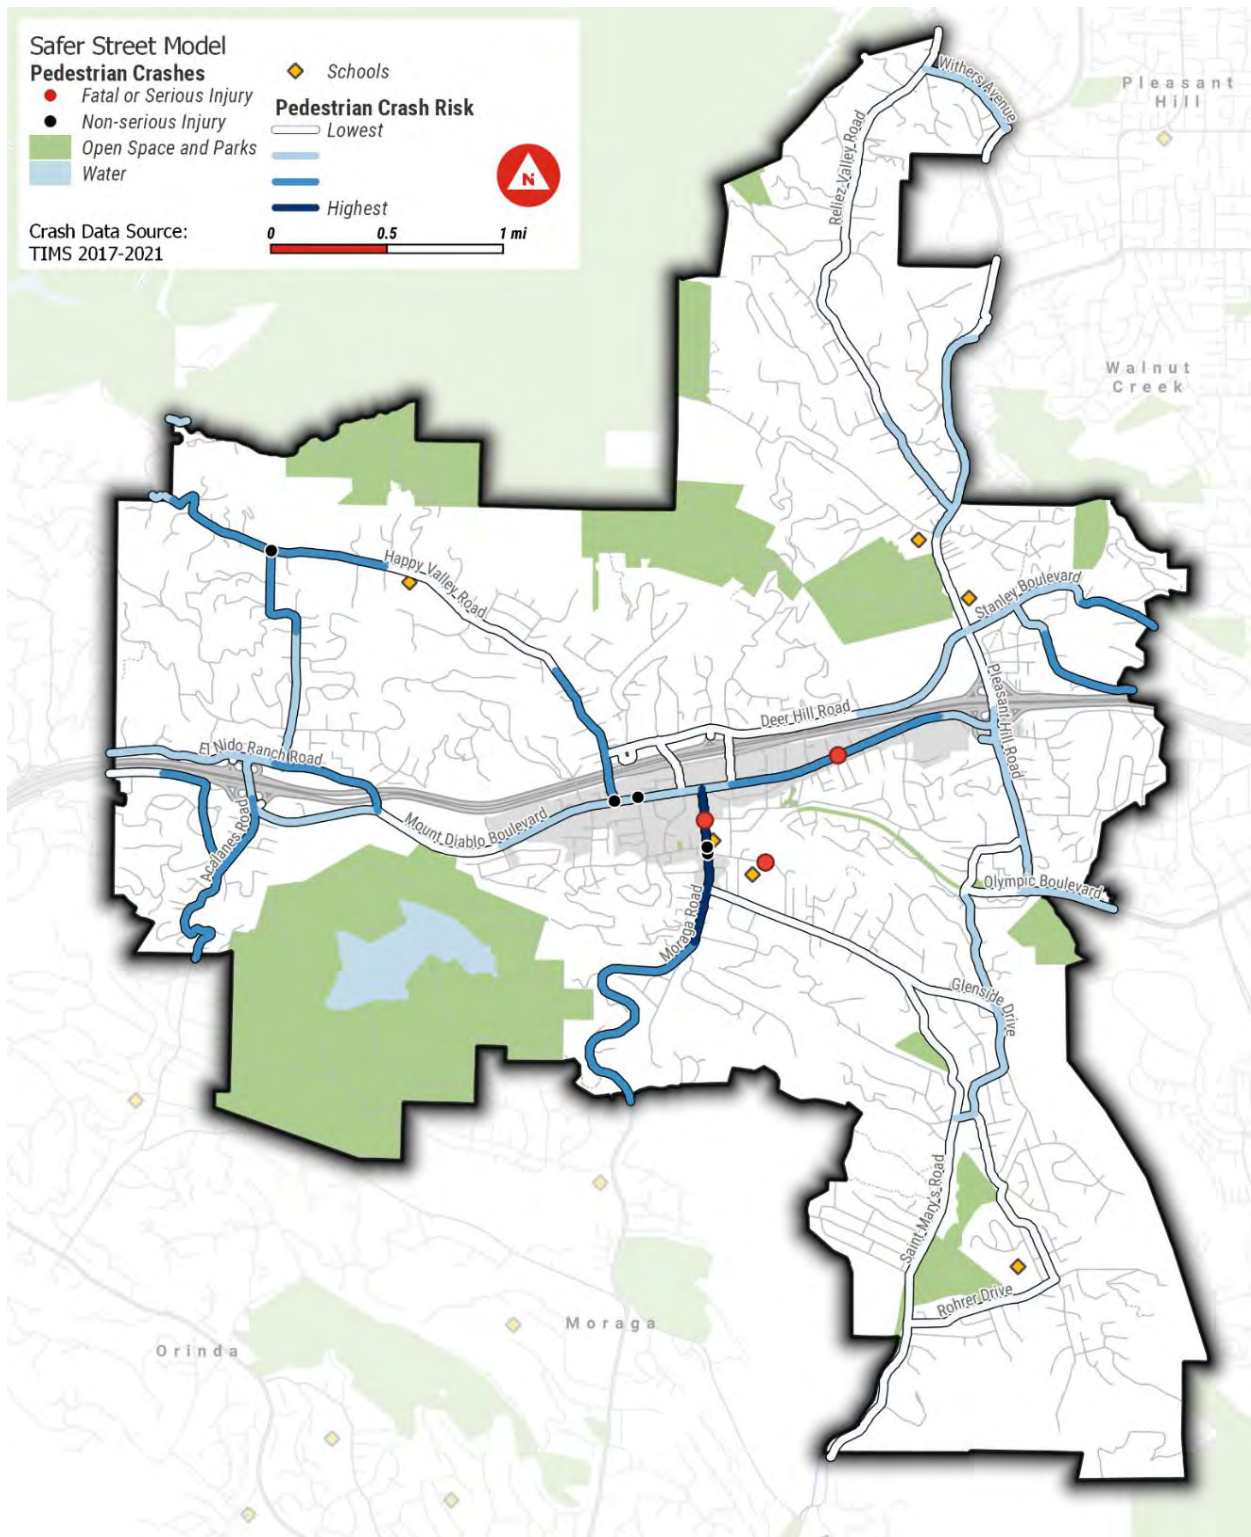 Safer Street Model
Pedestrian Crashes
Fatal or Serious Injury
Non-serious Injury
Open Space and Parks
Water
Crash Data Source:
TIMS 2017-2021
Schools
Pedestrian Crash Risk
Lowest
Highest
0 0.5 1 mi
N
Withers Avenue
Pleasant
Hill
Reliez Valley Road
Walnut
Creek
Happy Valley Road
Stanley Boulevard
Pleasant Hill Road
Deer Hill Road
El Nido Ranch Road
Mount Diablo Boulevard
Acalanes Road
Olympic Boulevard
Moraga Road
Glenside Drive
Saint Mary's Road
Rohrer Drive
Moraga
Orinda